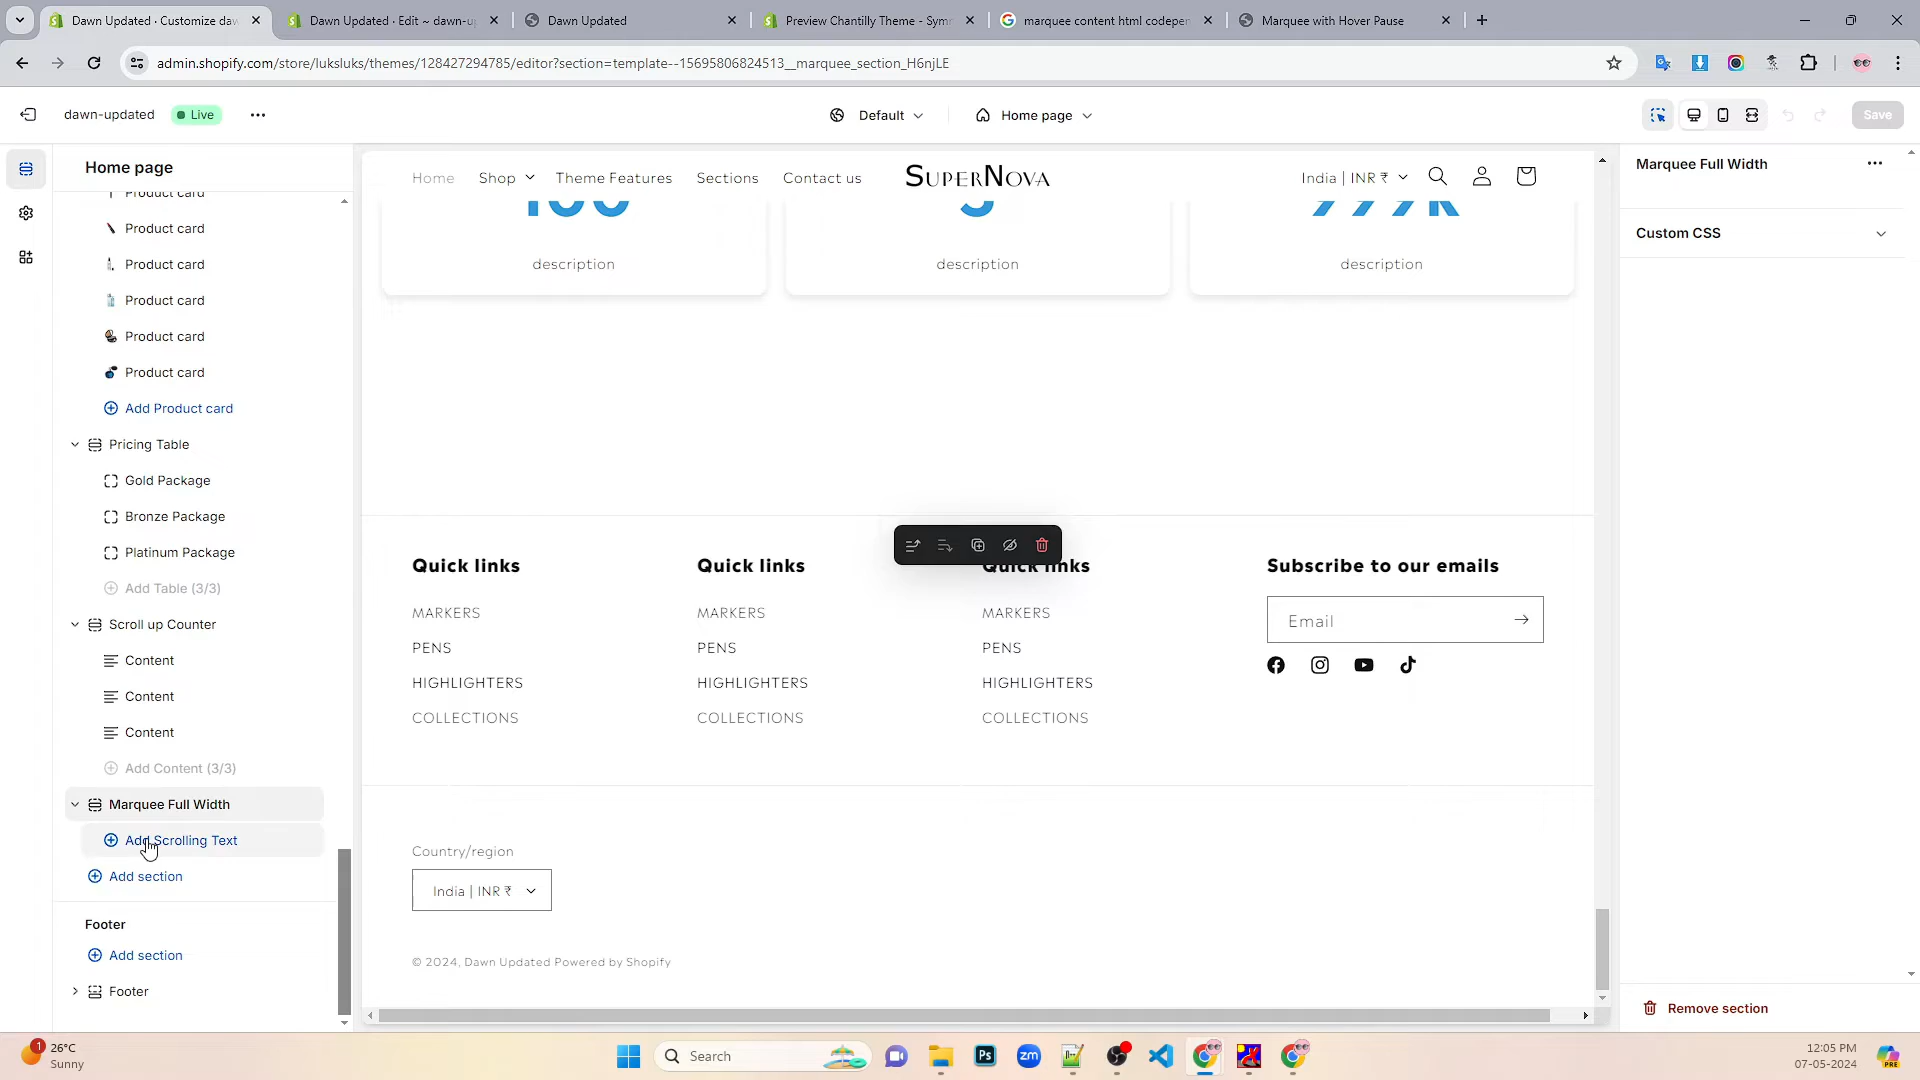 Dawn Updated · Customize daw
Dawn Updated · Edit ~ dawn-u
Dawn Updated
Preview Chantilly Theme - Sym
marquee content html codepen
Marquee with Hover Pause
admin.shopify.com/store/luksluks/themes/128427294785/editor?section=template--15695806824513__marquee_section_H6njLE
dawn-updated
Live
Default
Home page
Save
Home page
Product card
Product card
Product card
Product card
Product card
Product card
Add Product card
Pricing Table
Gold Package
Bronze Package
Platinum Package
Add Table (3/3)
Scroll up Counter
Content
Content
Content
Add Content (3/3)
Marquee Full Width
Add Scrolling Text
Add section
Footer
Add section
Footer
Home
Shop
Theme Features
Sections
Contact us
SUPERNOVA
India | INR ₹
description
description
description
Quick links
MARKERS
PENS
HIGHLIGHTERS
COLLECTIONS
Quick links
MARKERS
PENS
HIGHLIGHTERS
COLLECTIONS
Quick links
MARKERS
PENS
HIGHLIGHTERS
COLLECTIONS
Subscribe to our emails
Email
Country/region
India | INR ₹
© 2024, Dawn Updated Powered by Shopify
Marquee Full Width
Custom CSS
Remove section
1
26°C
Sunny
Search
Ps
zm
12:05 PM
07-05-2024
PRE